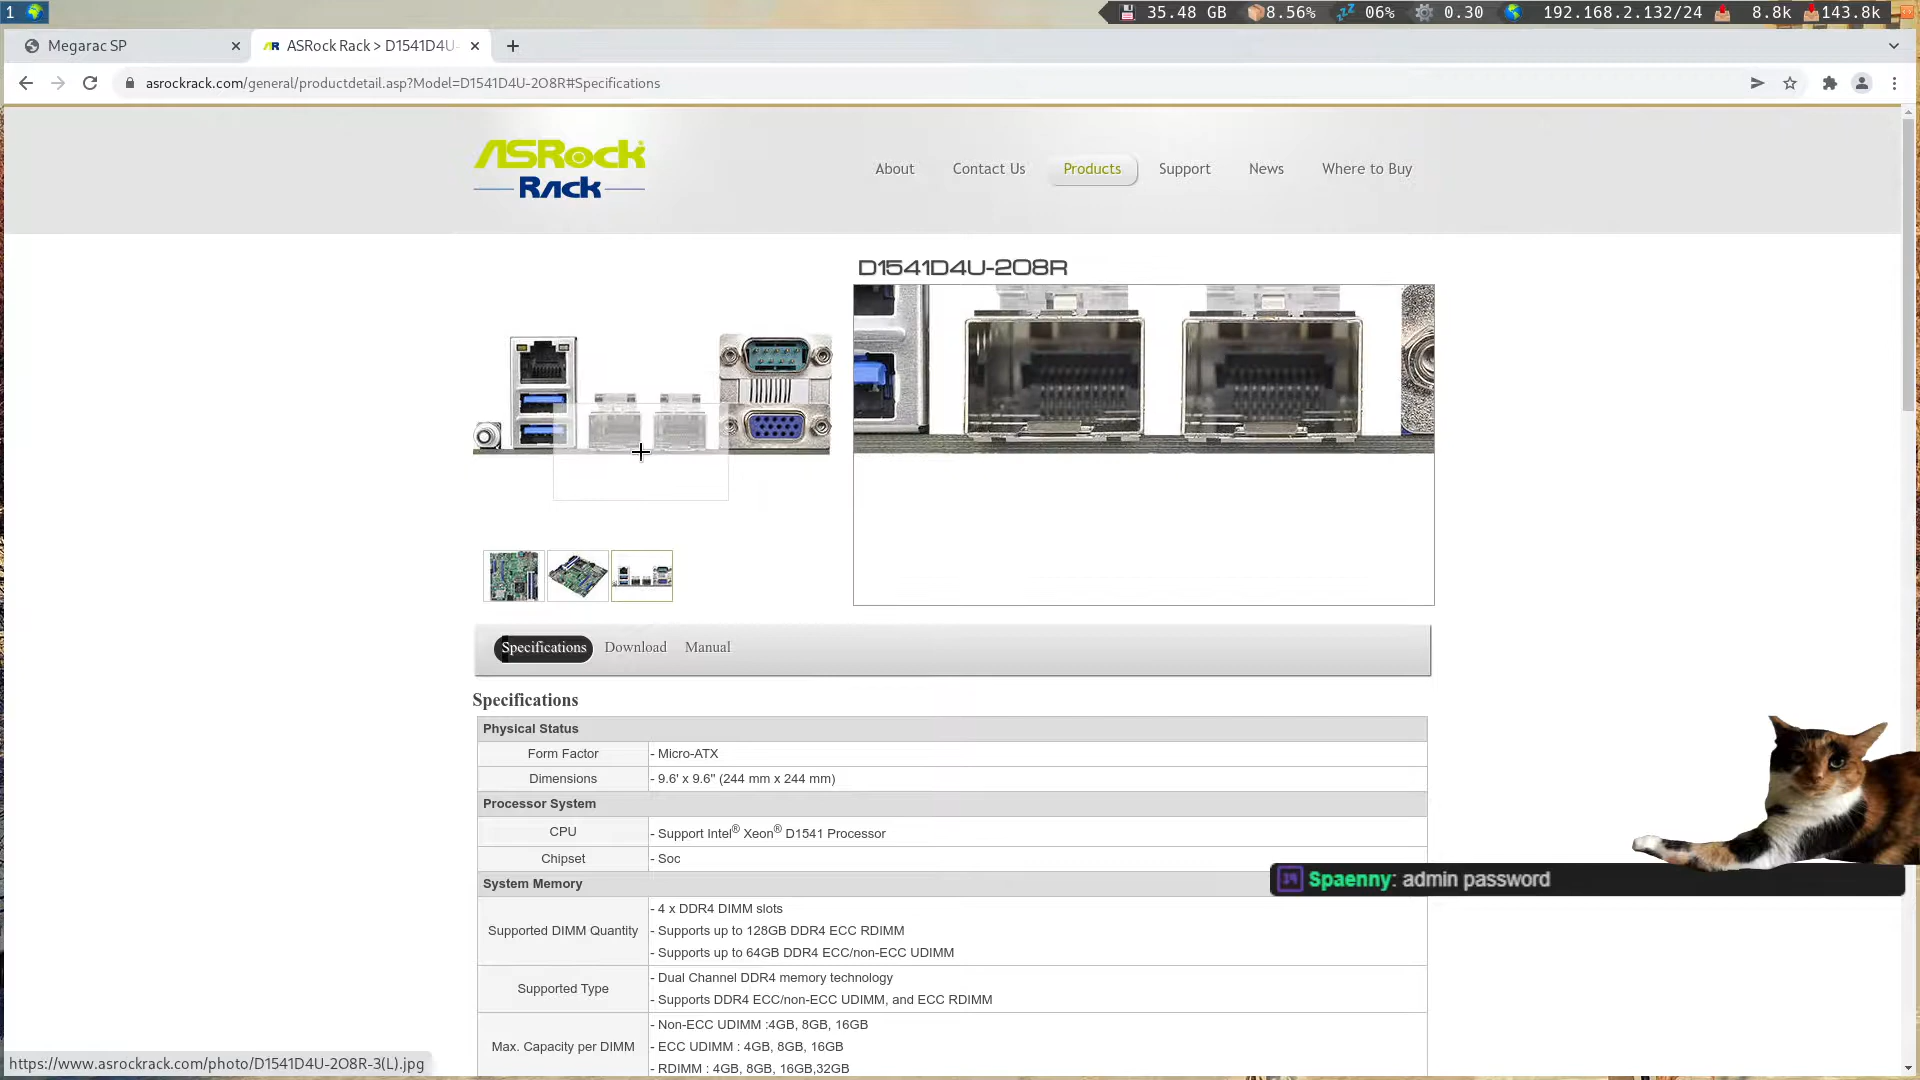 1
35.48 GB 8.56% 06% 0.30 192.168.2.132/24 8.8k 143.8k
Megarac SP
ASRock Rack > D1541D4U-
asrockrack.com/general/productdetail.asp?Model=D1541D4U-2O8R#Specifications
ASRock
Rack
About Contact Us Products Support News Where to Buy
D1541D4U-2O8R
Specifications Download Manual
Specifications
Physical Status
Form Factor - Micro-ATX
Dimensions - 9.6' x 9.6" (244 mm x 244 mm)
Processor System
CPU - Support Intel® Xeon® D1541 Processor
Chipset - Soc
System Memory
Supported DIMM Quantity - 4 x DDR4 DIMM slots
- Supports up to 128GB DDR4 ECC RDIMM
- Supports up to 64GB DDR4 ECC/non-ECC UDIMM
Supported Type - Dual Channel DDR4 memory technology
- Supports DDR4 ECC/non-ECC UDIMM, and ECC RDIMM
Max. Capacity per DIMM - Non-ECC UDIMM :4GB, 8GB, 16GB
- ECC UDIMM : 4GB, 8GB, 16GB
- RDIMM : 4GB, 8GB, 16GB,32GB
Spaenny: admin password
https://www.asrockrack.com/photo/D1541D4U-2O8R-3(L).jpg